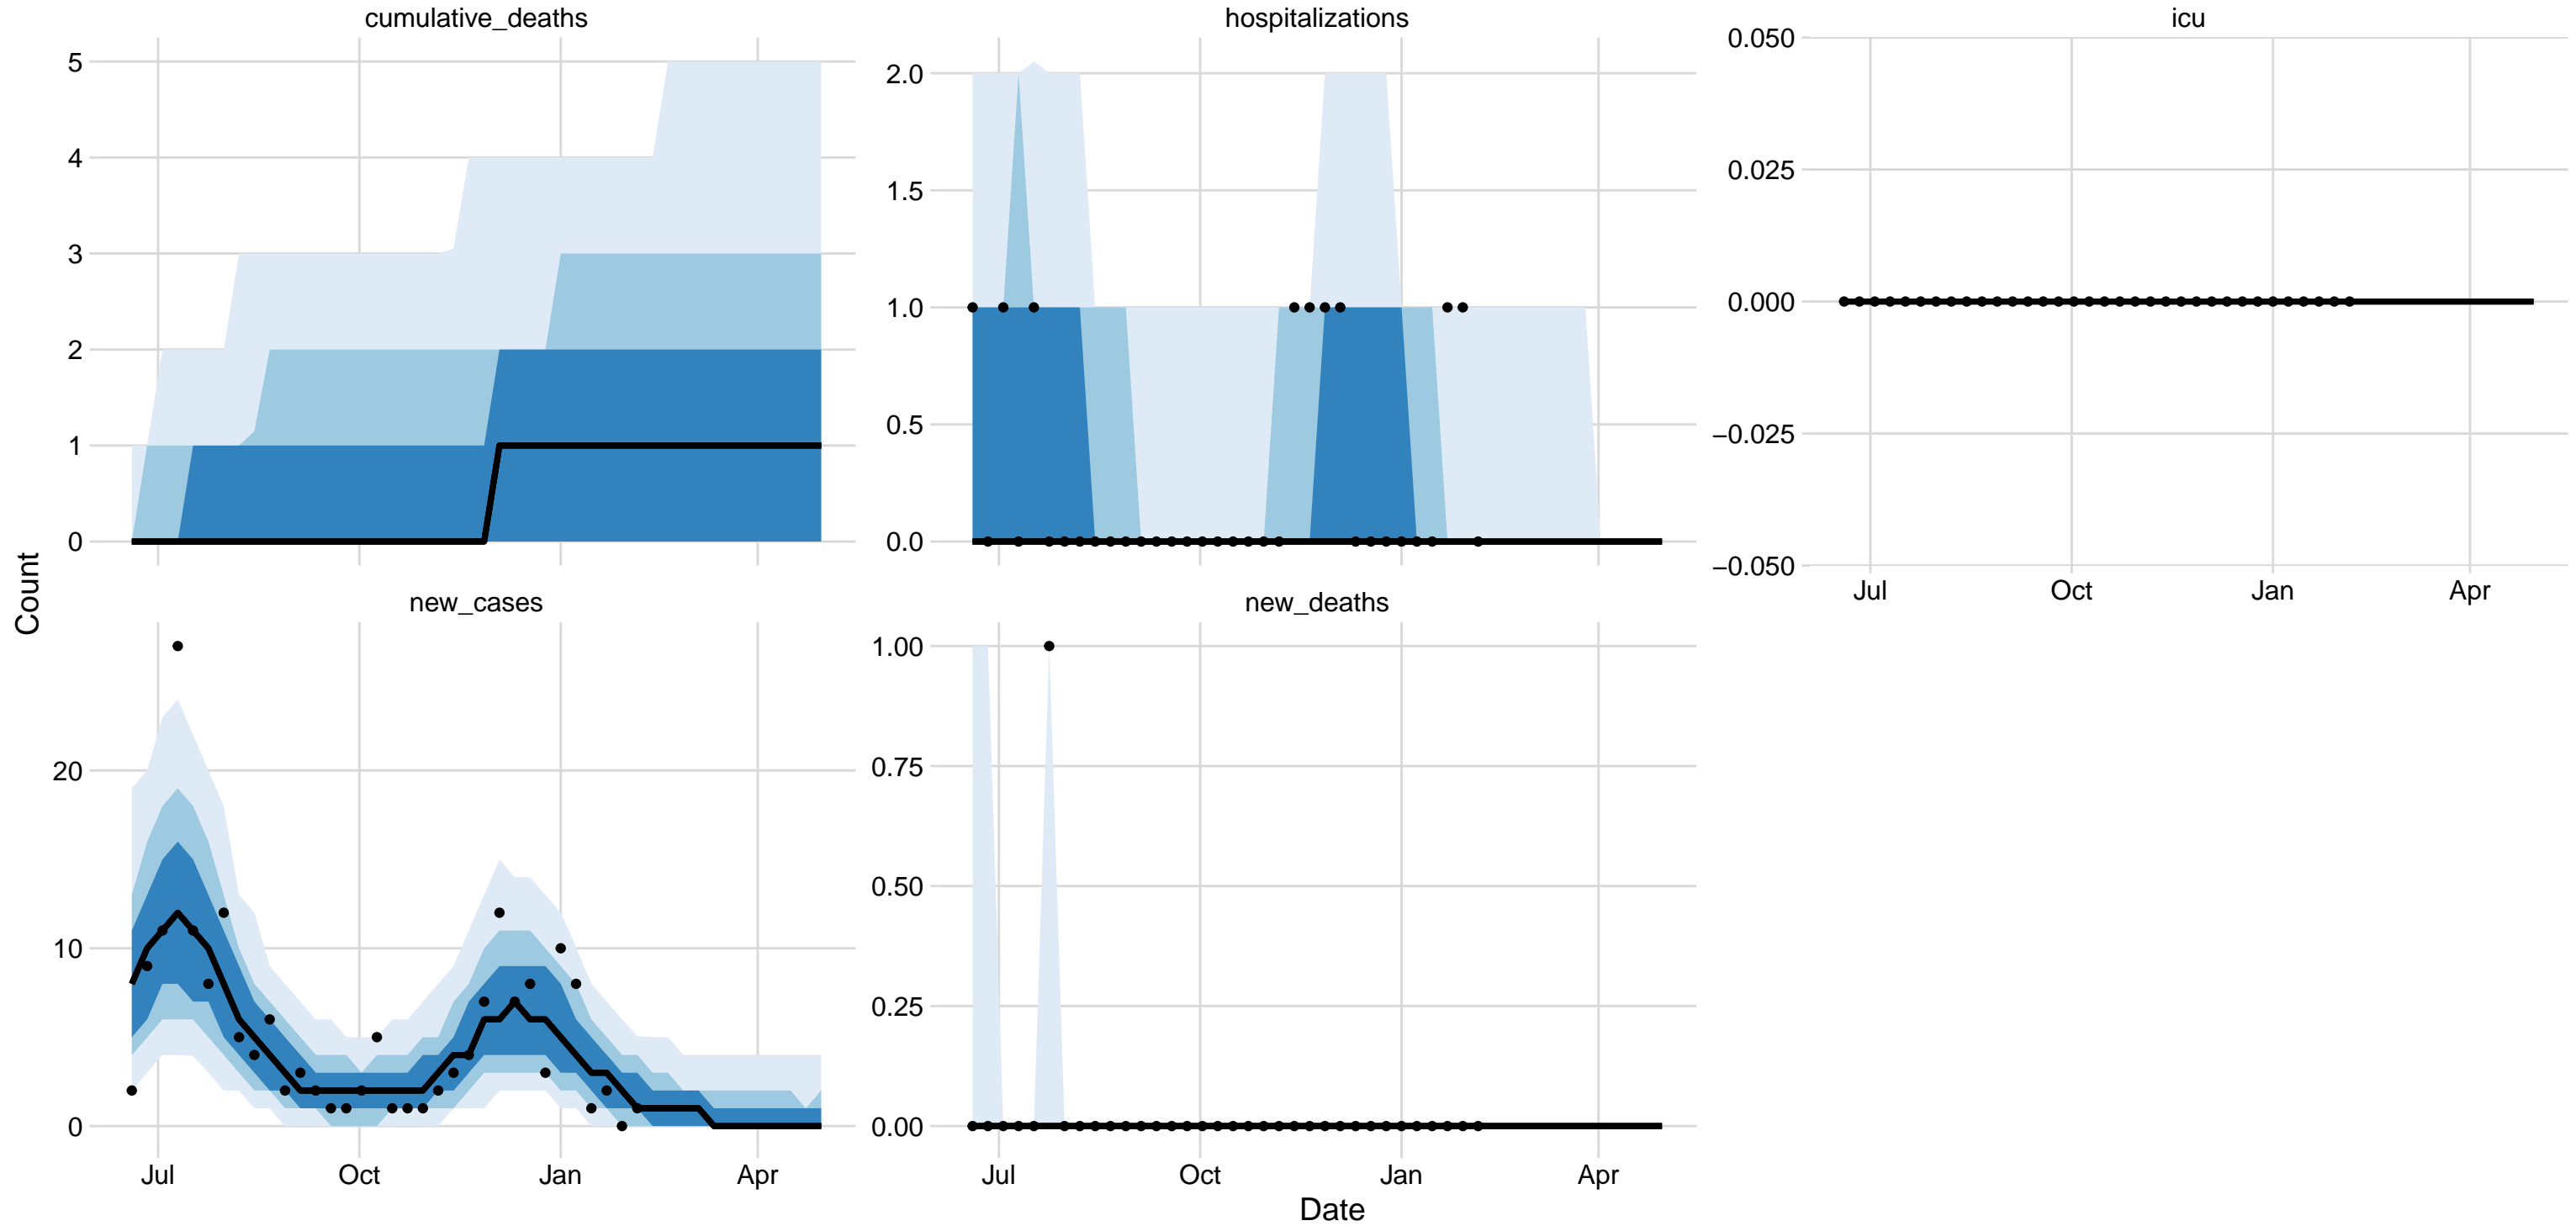 cumulative_deaths
5
4
3
2
1
0
hospitalizations
2.0
1.5
1.0
0.5
0.0
icu
0.050
0.025
0.000
−0.025
−0.050
Jul Oct Jan Apr
Count
new_cases
20
10
0
Jul Oct Jan Apr
new_deaths
1.00
0.75
0.50
0.25
0.00
Jul Oct Jan Apr
Date